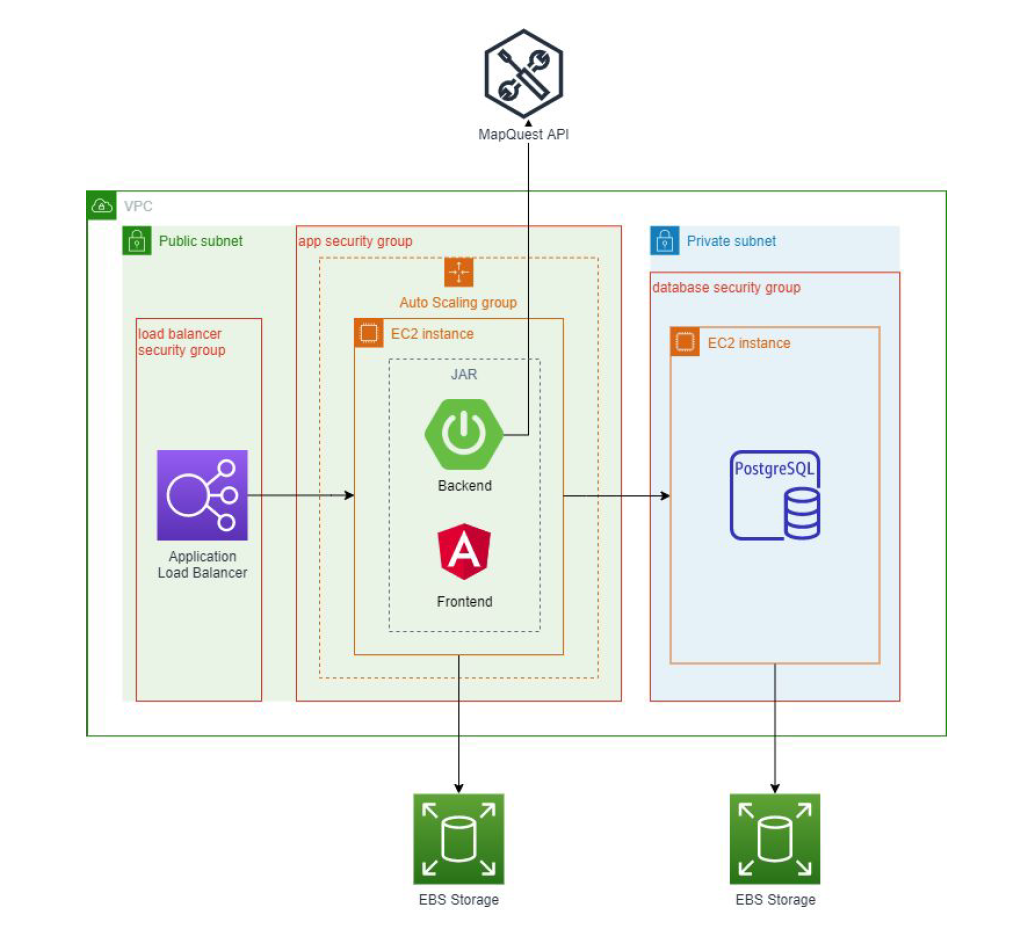 MapQuest API
VPC
Public subnet
app security group
Private subnet
database security group
Auto Scaling group
load balancer
security group
EC2 instance
EC2 instance
JAR
PostgreSQL
Backend
Application
Load Balancer
Frontend
EBS Storage
EBS Storage